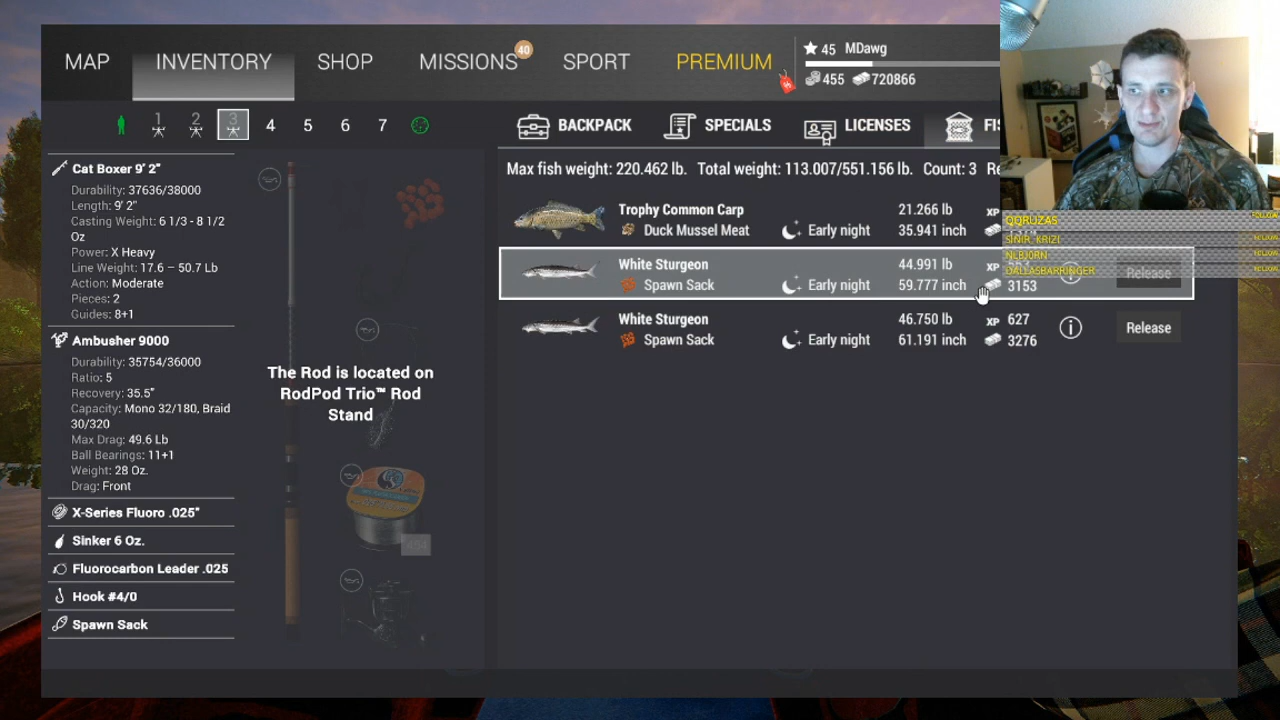 MAP INVENTORY SHOP MISSIONS 40 SPORT PREMIUM
45 MDawg
455 720866
1 2 3 4 5 6 7
BACKPACK SPECIALS LICENSES
Max fish weight: 220.462 lb. Total weight: 113.007/551.156 lb. Count: 3
Cat Boxer 9' 2"
Durability: 37636/38000
Length: 9' 2"
Casting Weight: 6 1/3 - 8 1/2
Oz
Power: X Heavy
Line Weight: 17.6 – 50.7 Lb
Action: Moderate
Pieces: 2
Guides: 8+1
Ambusher 9000
Durability: 35754/36000
Ratio: 5
Recovery: 35.5"
Capacity: Mono 32/180, Braid
30/320
Max Drag: 49.6 Lb
Ball Bearings: 11+1
Weight: 28 Oz.
Drag: Front
X-Series Fluoro .025"
Sinker 6 Oz.
Fluorocarbon Leader .025
Hook #4/0
Spawn Sack
The Rod is located on
RodPod Trio™ Rod
Stand
Trophy Common Carp 21.266 lb XP
Duck Mussel Meat Early night 35.941 inch
White Sturgeon 44.991 lb XP
Spawn Sack Early night 59.777 inch 3153
Release
White Sturgeon 46.750 lb XP 627
Spawn Sack Early night 61.191 inch 3276
Release
QQRUZAS
SINIR_KRIZI
NLBJ0RN
DALLASBARRINGER